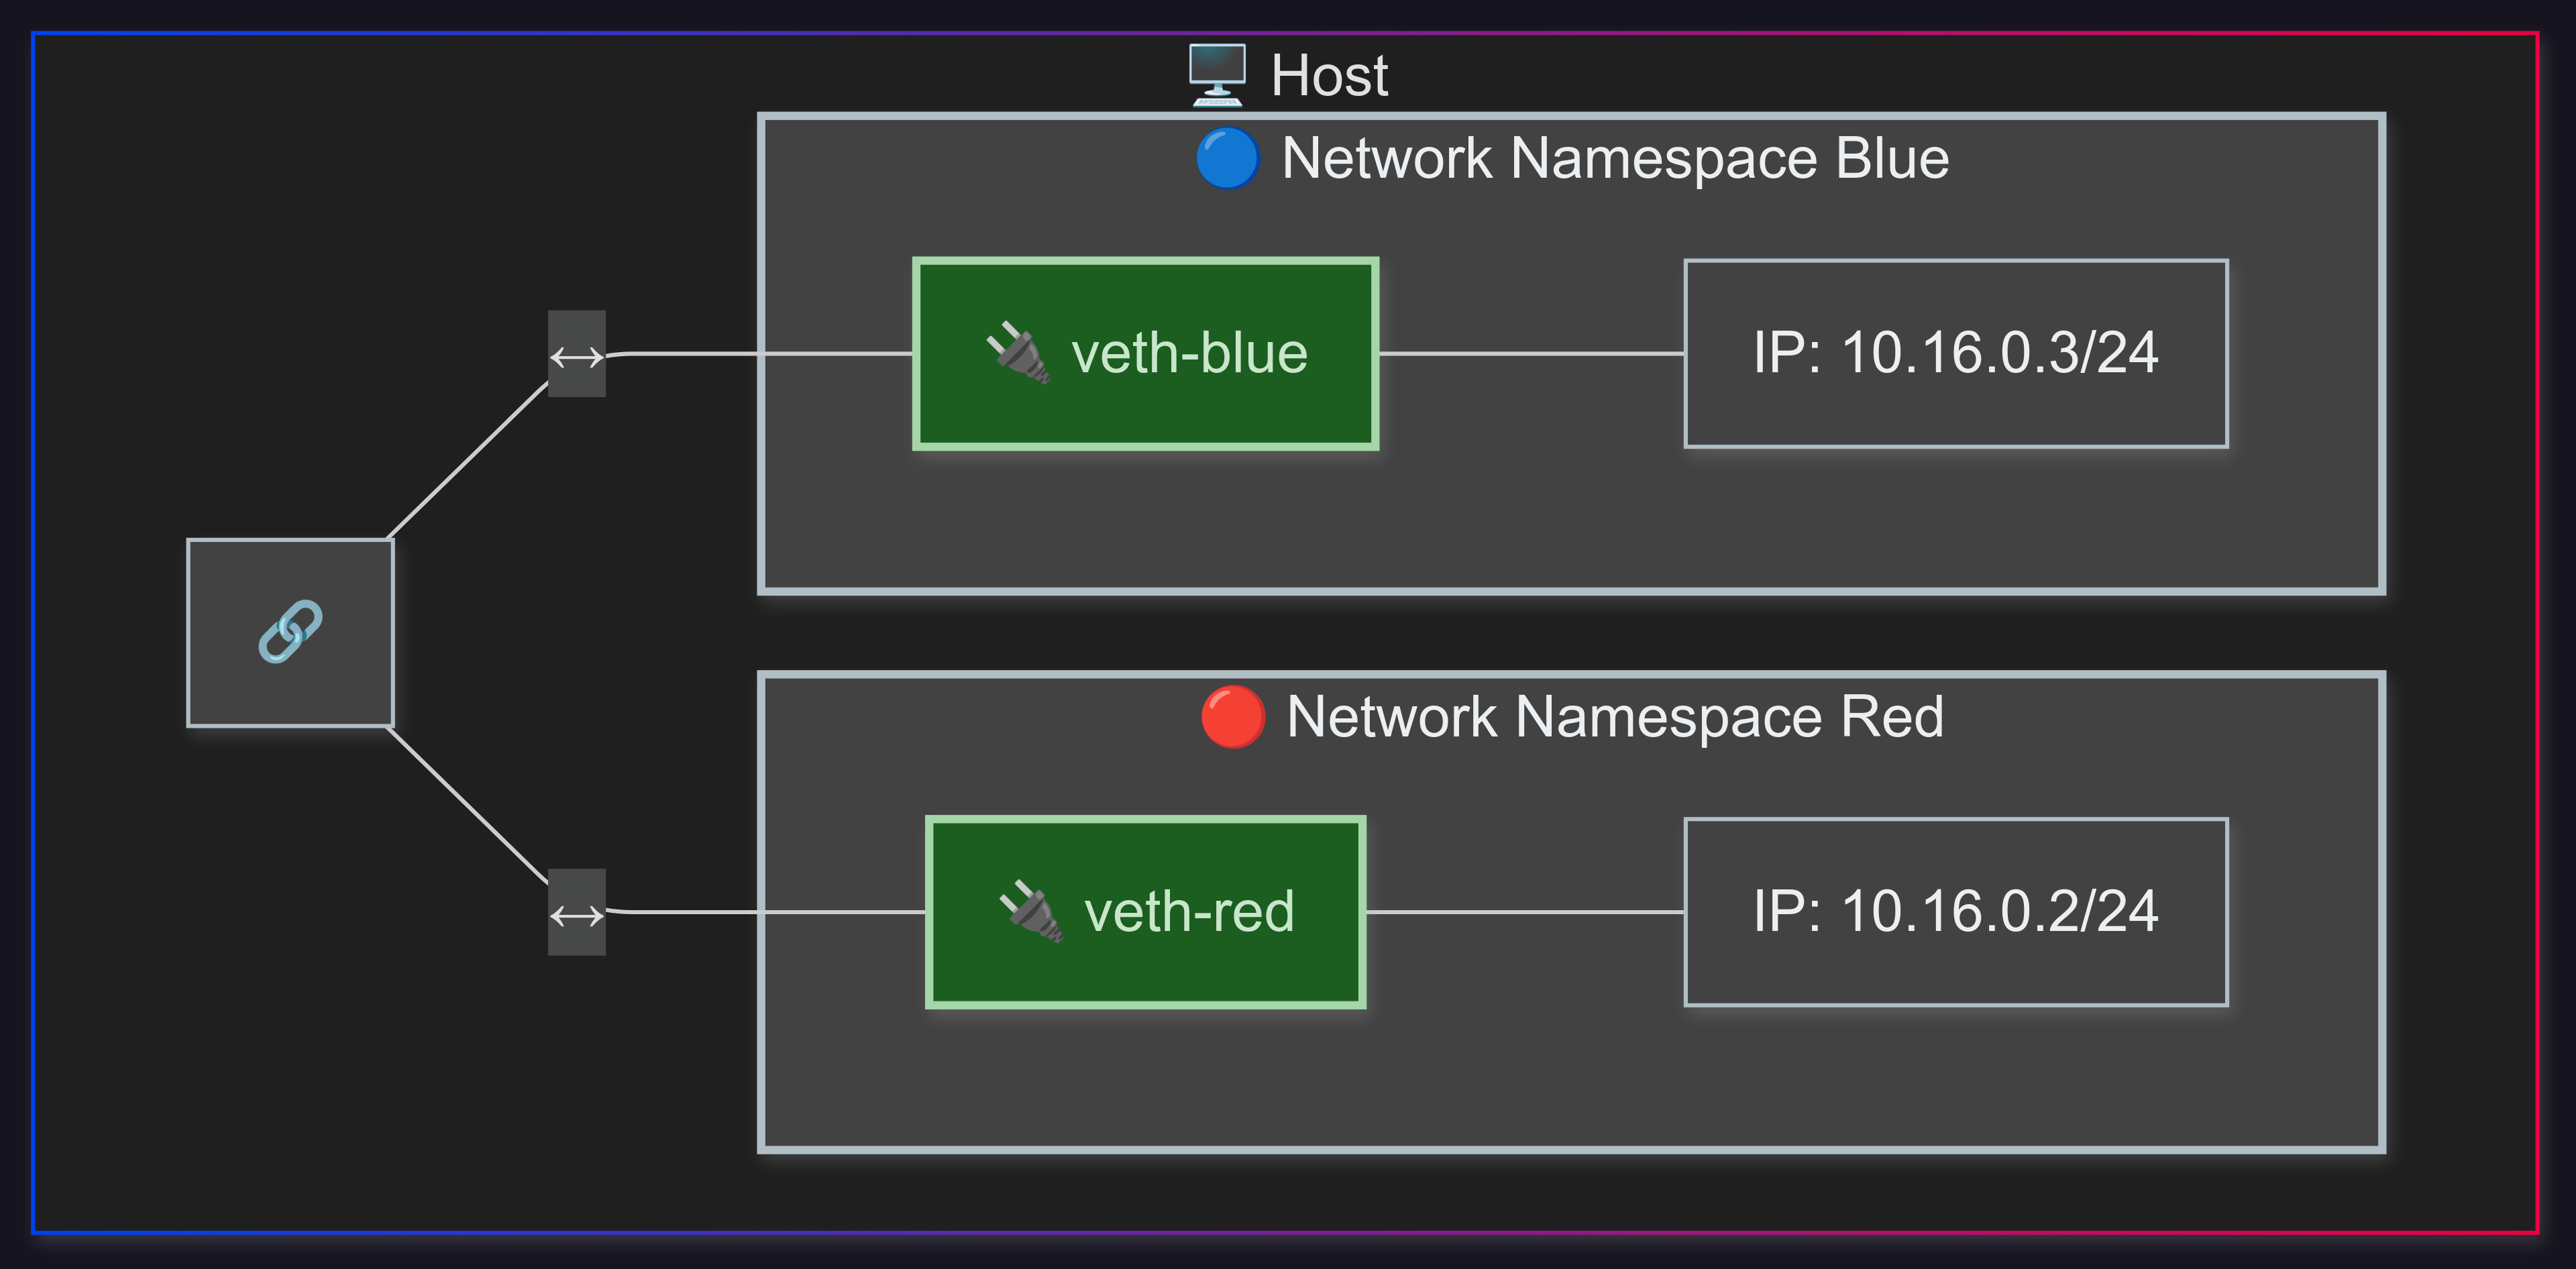 🖥️ Host
🔵 Network Namespace Blue
↔
🔌 veth-blue
IP: 10.16.0.3/24
🔗
🔴 Network Namespace Red
↔
🔌 veth-red
IP: 10.16.0.2/24